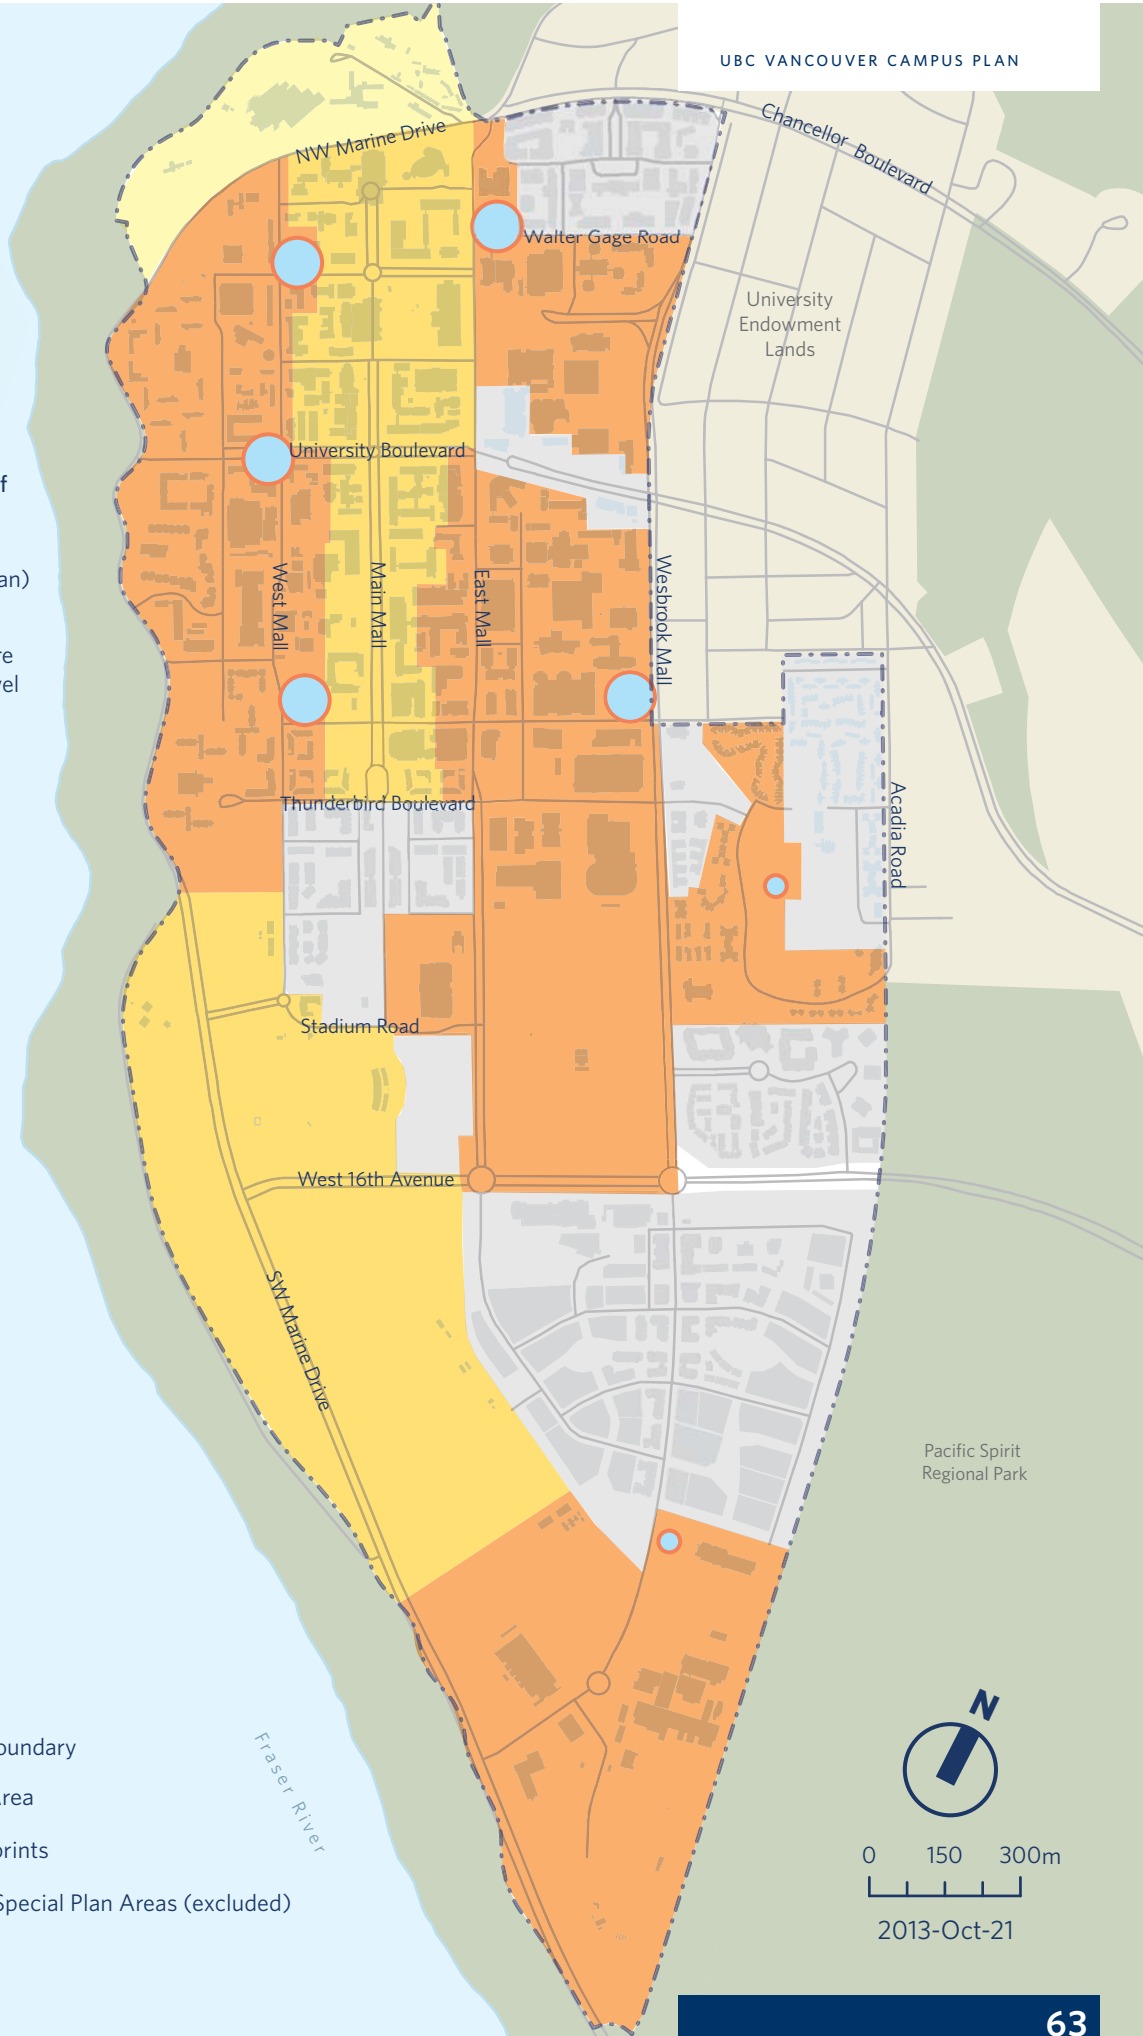 UBC VANCOUVER CAMPUS PLAN
Chancellor Boulevard
NW Marine Drive
Walter Gage Road
University
Endowment
Lands
University Boulevard
f
an)
re
vel
West Mall
Main Mall
East Mall
Wesbrook Mall
Acadia Road
Thunderbird Boulevard
Stadium Road
West 16th Avenue
SW Marine Drive
Pacific Spirit
Regional Park
Fraser River
oundary
rea
prints
Special Plan Areas (excluded)
N
0 150 300m
2013-Oct-21
63